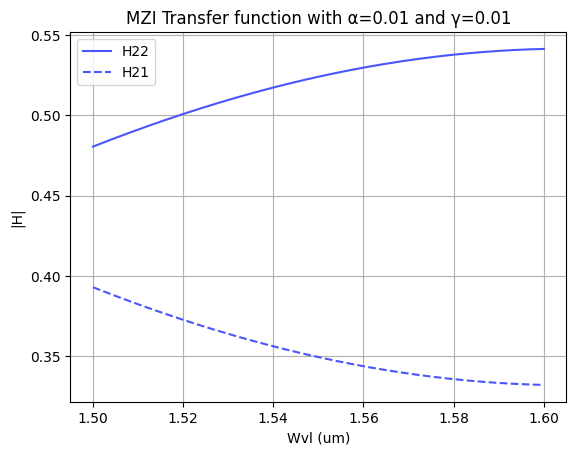 MZI Transfer function with α=0.01 and γ=0.01
H22
H21
|H|
0.55
0.50
0.45
0.40
0.35
1.50 1.52 1.54 1.56 1.58 1.60
Wvl (um)